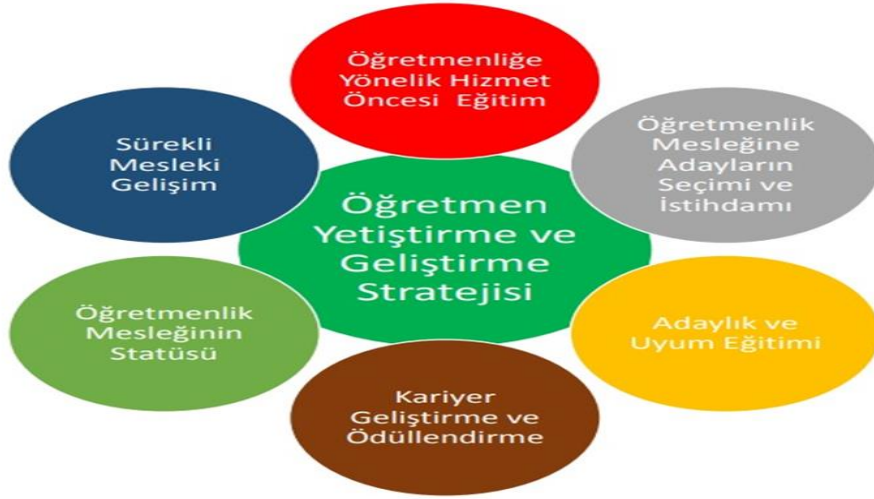 Öğretmenliğe
Yönelik Hizmet
Öncesi Eğitim
Öğretmenlik
Mesleğine
Adayların
Seçimi ve
İstihdamı
Adaylık ve
Uyum Eğitimi
Kariyer
Geliştirme ve
Ödüllendirme
Öğretmenlik
Mesleğinin
Statüsü
Sürekli
Mesleki
Gelişim
Öğretmen
Yetiştirme ve
Geliştirme
Stratejisi